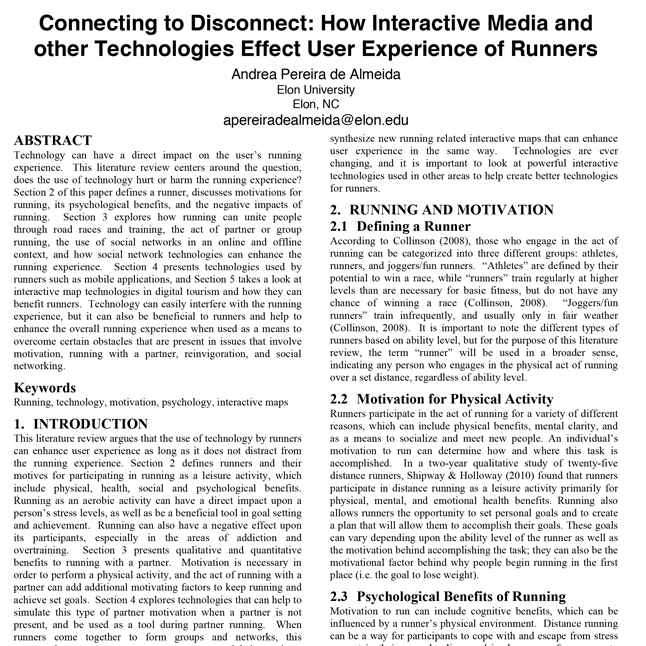 Connecting to Disconnect: How Interactive Media and
other Technologies Effect User Experience of Runners
Andrea Pereira de Almeida
Elon University
Elon, NC
apereiradealmeida@elon.edu
ABSTRACT
Technology can have a direct impact on the user's running
experience. This literature review centers around the question,
does the use of technology hurt or harm the running experience?
Section 2 of this paper defines a runner, discusses motivations for
running, its psychological benefits, and the negative impacts of
running. Section 3 explores how running can unite people
through road races and training, the act of partner or group
running, the use of social networks in an online and offline
context, and how social network technologies can enhance the
running experience. Section 4 presents technologies used by
runners such as mobile applications, and Section 5 takes a look at
interactive map technologies in digital tourism and how they can
benefit runners. Technology can easily interfere with the running
experience, but it can also be beneficial to runners and help to
enhance the overall running experience when used as a means to
overcome certain obstacles that are present in issues that involve
motivation, running with a partner, reinvigoration, and social
networking.
Keywords
Running, technology, motivation, psychology, interactive maps
1. INTRODUCTION
This literature review argues that the use of technology by runners
can enhance user experience as long as it does not distract from
the running experience. Section 2 defines runners and their
motives for participating in running as a leisure activity, which
include physical, health, social and psychological benefits.
Running as an aerobic activity can have a direct impact upon a
person's stress levels, as well as be a beneficial tool in goal setting
and achievement. Running can also have a negative effect upon
its participants, especially in the areas of addiction and
overtraining. Section 3 presents qualitative and quantitative
benefits to running with a partner. Motivation is necessary in
order to perform a physical activity, and the act of running with a
partner can add additional motivating factors to keep running and
achieve set goals. Section 4 explores technologies that can help to
simulate this type of partner motivation when a partner is not
present, and be used as a tool during partner running. When
runners come together to form groups and networks, this
synthesize new running related interactive maps that can enhance
user experience in the same way. Technologies are ever
changing, and it is important to look at powerful interactive
technologies used in other areas to help create better technologies
for runners.
2. RUNNING AND MOTIVATION
2.1 Defining a Runner
According to Collinson (2008), those who engage in the act of
running can be categorized into three different groups: athletes,
runners, and joggers/fun runners. "Athletes" are defined by their
potential to win a race, while "runners" train regularly at higher
levels than are necessary for basic fitness, but do not have any
chance of winning a race (Collinson, 2008). "Joggers/fun
runners" train infrequently, and usually only in fair weather
(Collinson, 2008). It is important to note the different types of
runners based on ability level, but for the purpose of this literature
review, the term "runner" will be used in a broader sense,
indicating any person who engages in the physical act of running
over a set distance, regardless of ability level.
2.2 Motivation for Physical Activity
Runners participate in the act of running for a variety of different
reasons, which can include physical benefits, mental clarity, and
as a means to socialize and meet new people. An individual's
motivation to run can determine how and where this task is
accomplished. In a two-year qualitative study of twenty-five
distance runners, Shipway & Holloway (2010) found that runners
participate in distance running as a leisure activity primarily for
physical, mental, and emotional health benefits. Running also
allows runners the opportunity to set personal goals and to create
a plan that will allow them to accomplish their goals. These goals
can vary depending upon the ability level of the runner as well as
the motivation behind accomplishing the task; they can also be the
motivational factor behind why people begin running in the first
place (i.e. the goal to lose weight).
2.3 Psychological Benefits of Running
Motivation to run can include cognitive benefits, which can be
influenced by a runner's physical environment. Distance running
can be a way for participants to cope with and escape from stress